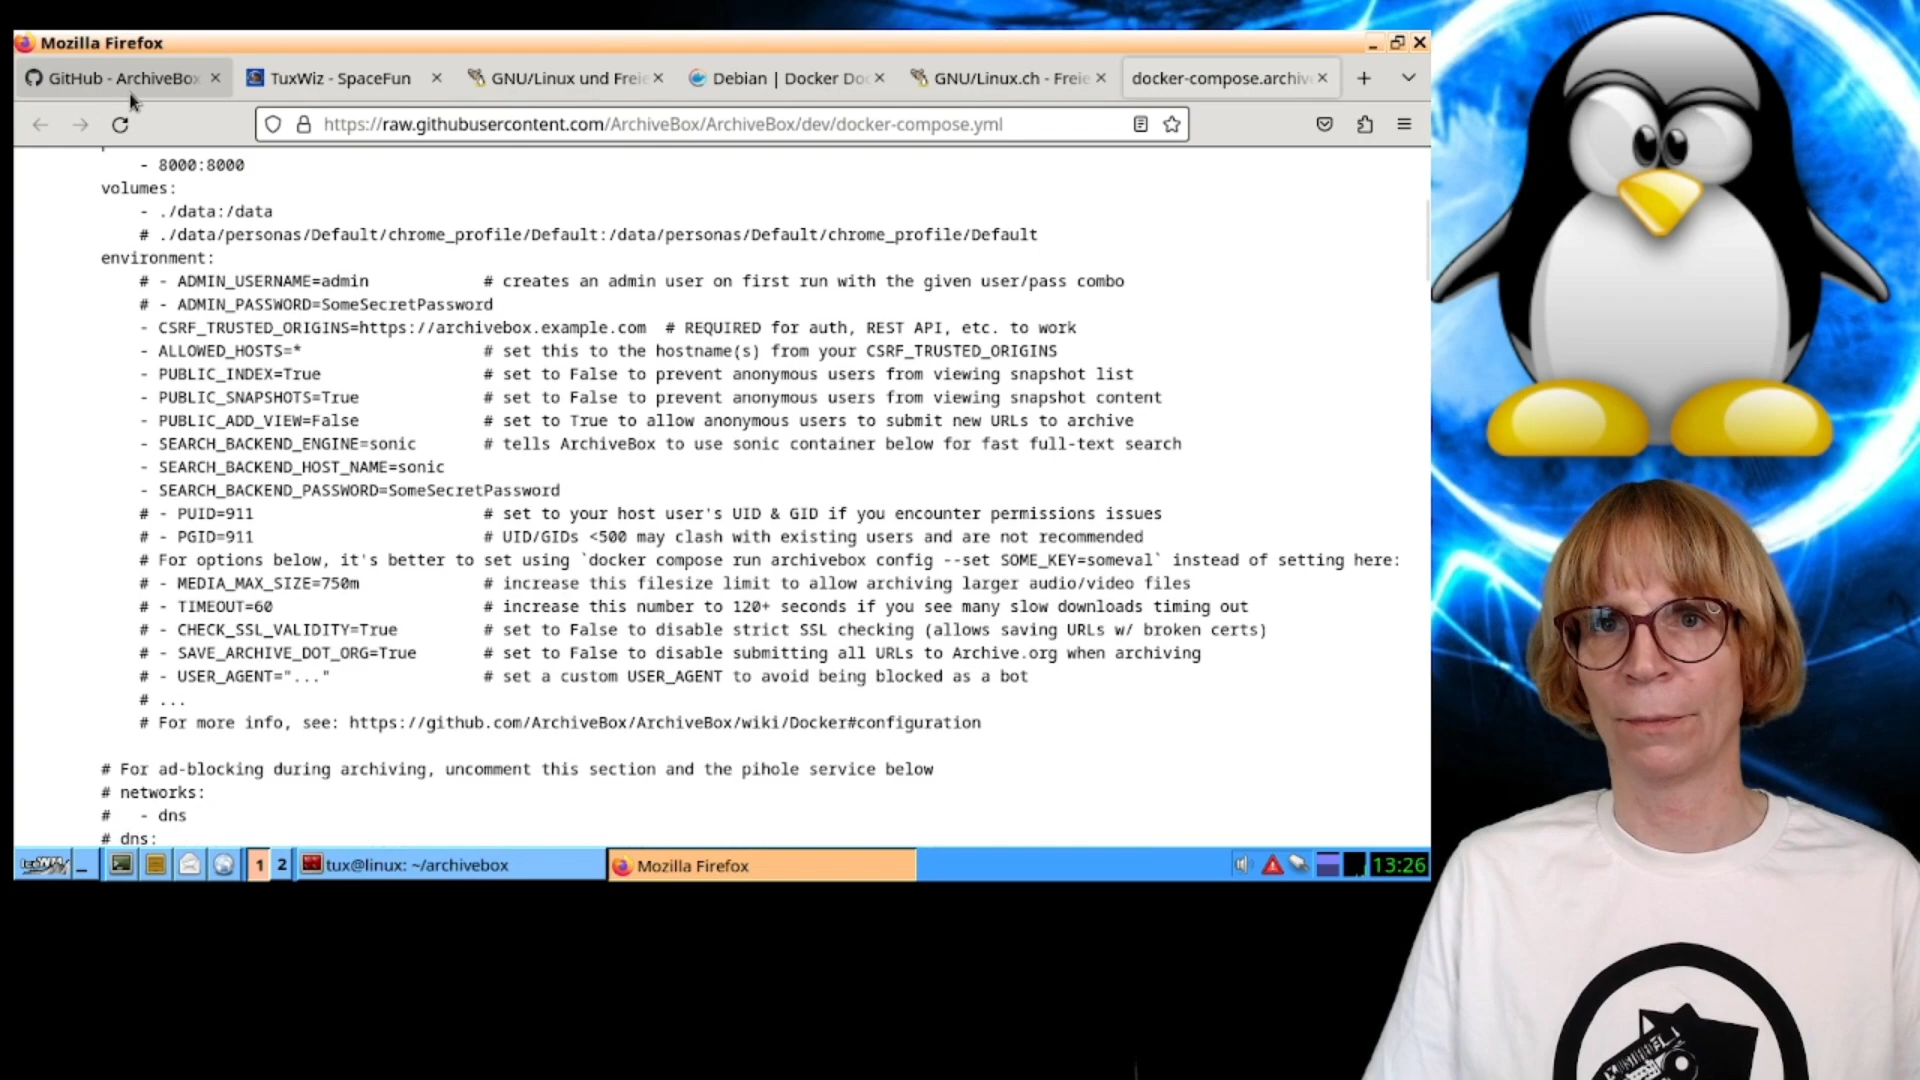 Mozilla Firefox
GitHub - ArchiveBox
TuxWiz - SpaceFun
GNU/Linux und Freie
Debian | Docker Do
GNU/Linux.ch - Freie
docker-compose.archiv
https://raw.githubusercontent.com/ArchiveBox/ArchiveBox/dev/docker-compose.yml
- 8000:8000
volumes:
- ./data:/data
# ./data/personas/Default/chrome_profile/Default:/data/personas/Default/chrome_profile/Default
environment:
# - ADMIN_USERNAME=admin # creates an admin user on first run with the given user/pass combo
# - ADMIN_PASSWORD=SomeSecretPassword
- CSRF_TRUSTED_ORIGINS=https://archivebox.example.com # REQUIRED for auth, REST API, etc. to work
- ALLOWED_HOSTS=* # set this to the hostname(s) from your CSRF_TRUSTED_ORIGINS
- PUBLIC_INDEX=True # set to False to prevent anonymous users from viewing snapshot list
- PUBLIC_SNAPSHOTS=True # set to False to prevent anonymous users from viewing snapshot content
- PUBLIC_ADD_VIEW=False # set to True to allow anonymous users to submit new URLs to archive
- SEARCH_BACKEND_ENGINE=sonic # tells ArchiveBox to use sonic container below for fast full-text search
- SEARCH_BACKEND_HOST_NAME=sonic
- SEARCH_BACKEND_PASSWORD=SomeSecretPassword
# - PUID=911 # set to your host user's UID & GID if you encounter permissions issues
# - PGID=911 # UID/GIDs <500 may clash with existing users and are not recommended
# For options below, it's better to set using `docker compose run archivebox config --set SOME_KEY=someval` instead of setting here:
# - MEDIA_MAX_SIZE=750m # increase this filesize limit to allow archiving larger audio/video files
# - TIMEOUT=60 # increase this number to 120+ seconds if you see many slow downloads timing out
# - CHECK_SSL_VALIDITY=True # set to False to disable strict SSL checking (allows saving URLs w/ broken certs)
# - SAVE_ARCHIVE_DOT_ORG=True # set to False to disable submitting all URLs to Archive.org when archiving
# - USER_AGENT="..." # set a custom USER_AGENT to avoid being blocked as a bot
# ...
# For more info, see: https://github.com/ArchiveBox/ArchiveBox/wiki/Docker#configuration
# For ad-blocking during archiving, uncomment this section and the pihole service below
# networks:
# - dns
# dns:
1 2 tux@linux: ~/archivebox Mozilla Firefox 13:26